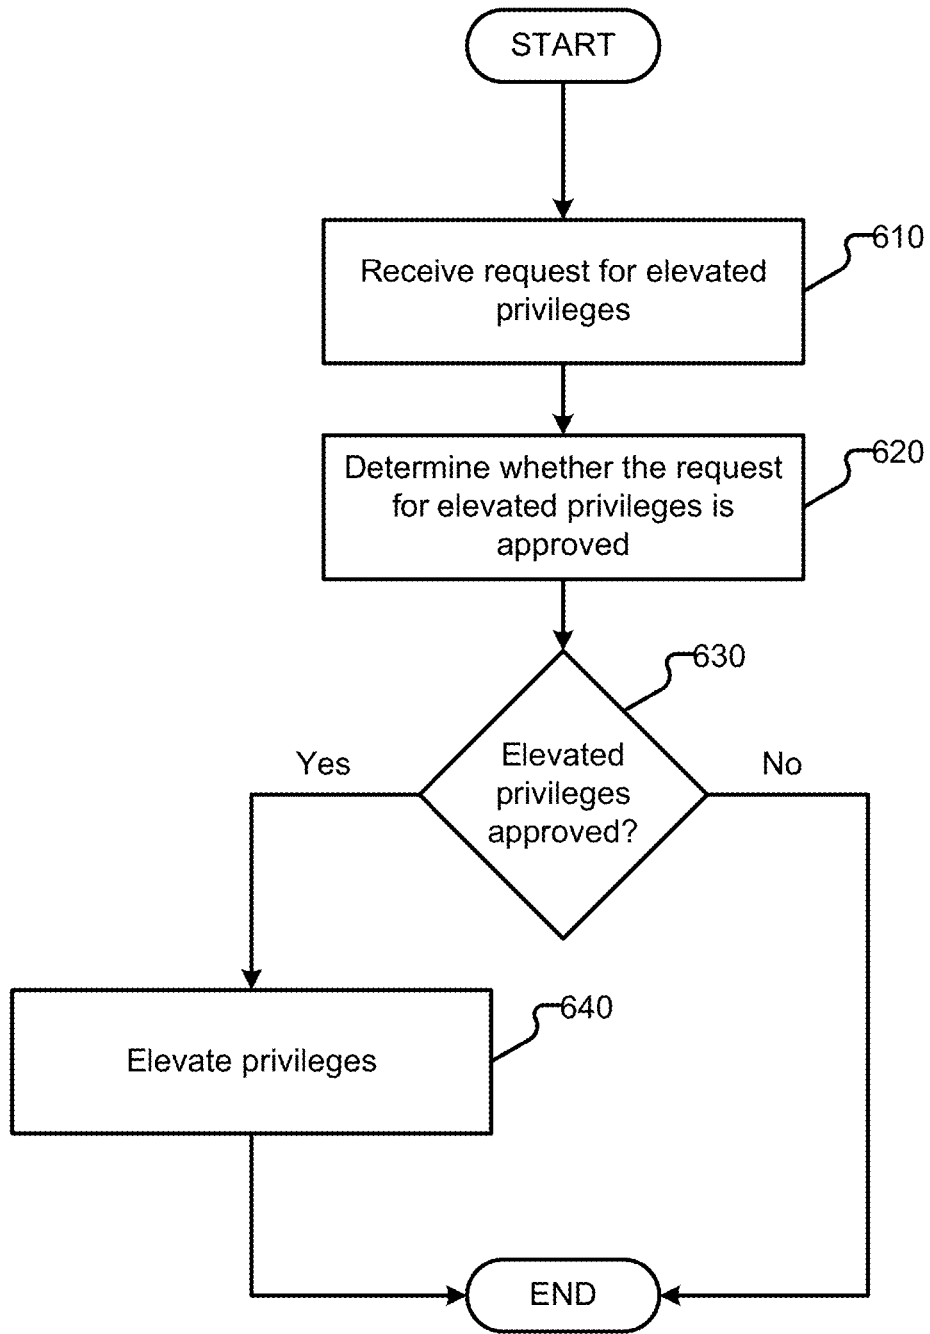 START
610
Receive request for elevated
privileges
620
Determine whether the request
for elevated privileges is
approved
630
Yes
No
Elevated
privileges
approved?
640
Elevate privileges
END